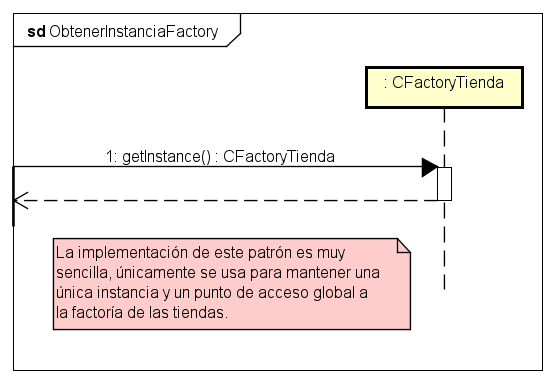 sd ObtenerInstanciaFactory
: CFactoryTienda
1: getInstance() : CFactoryTienda
La implementación de este patrón es muy
sencilla, únicamente se usa para mantener una
única instancia y un punto de acceso global a
la factoría de las tiendas.